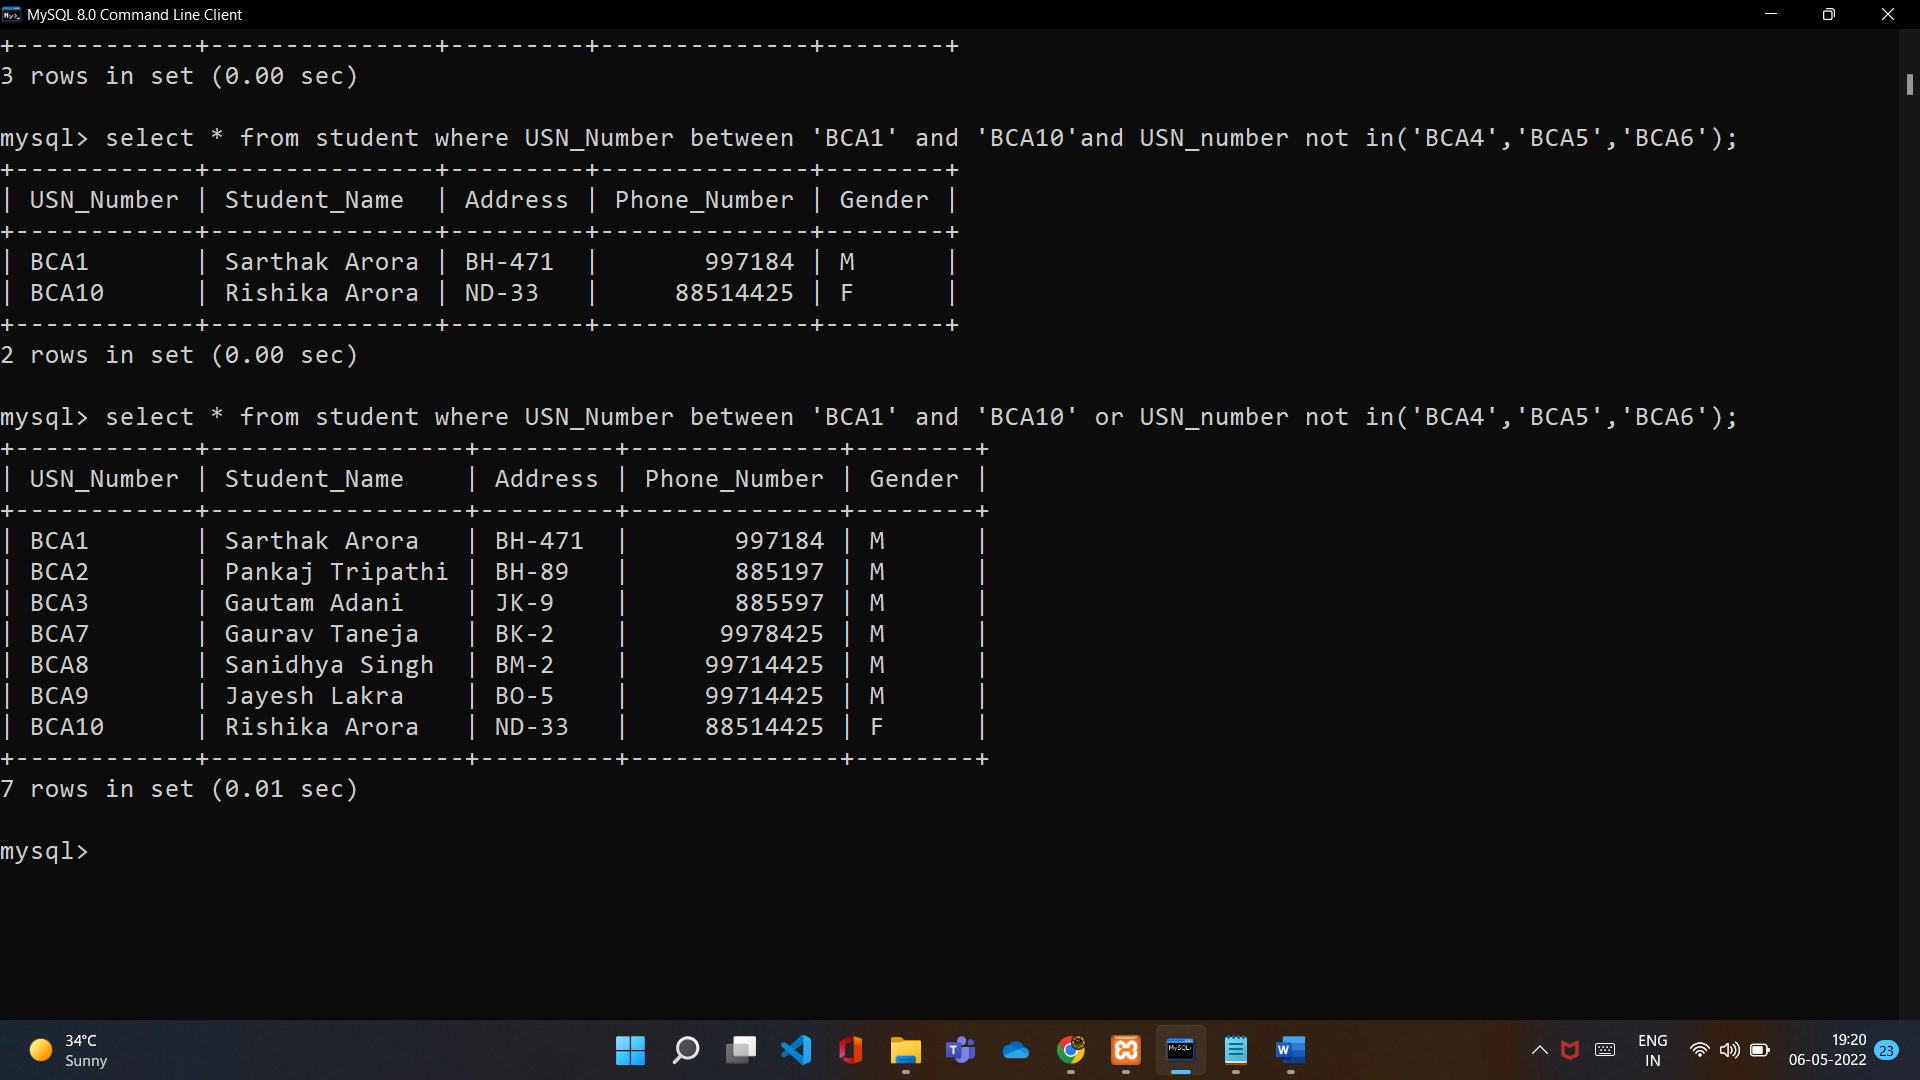 MySQL 8.0 Command Line Client
+------------+---------------+---------+--------------+--------+
3 rows in set (0.00 sec)
mysql> select * from student where USN_Number between 'BCA1' and 'BCA10'and USN_number not in('BCA4','BCA5','BCA6');
+------------+---------------+---------+--------------+--------+
| USN_Number | Student_Name  | Address | Phone_Number | Gender |
+------------+---------------+---------+--------------+--------+
| BCA1       | Sarthak Arora | BH-471  |       997184 | M      |
| BCA10      | Rishika Arora | ND-33   |     88514425 | F      |
+------------+---------------+---------+--------------+--------+
2 rows in set (0.00 sec)
mysql> select * from student where USN_Number between 'BCA1' and 'BCA10' or USN_number not in('BCA4','BCA5','BCA6');
+------------+-----------------+---------+--------------+--------+
| USN_Number | Student_Name    | Address | Phone_Number | Gender |
+------------+-----------------+---------+--------------+--------+
| BCA1       | Sarthak Arora   | BH-471  |       997184 | M      |
| BCA2       | Pankaj Tripathi | BH-89   |       885197 | M      |
| BCA3       | Gautam Adani    | JK-9    |       885597 | M      |
| BCA7       | Gaurav Taneja   | BK-2    |      9978425 | M      |
| BCA8       | Sanidhya Singh  | BM-2    |     99714425 | M      |
| BCA9       | Jayesh Lakra    | BO-5    |     99714425 | M      |
| BCA10      | Rishika Arora   | ND-33   |     88514425 | F      |
+------------+-----------------+---------+--------------+--------+
7 rows in set (0.01 sec)
mysql>
34°C
Sunny
ENG
IN
19:20
06-05-2022
23